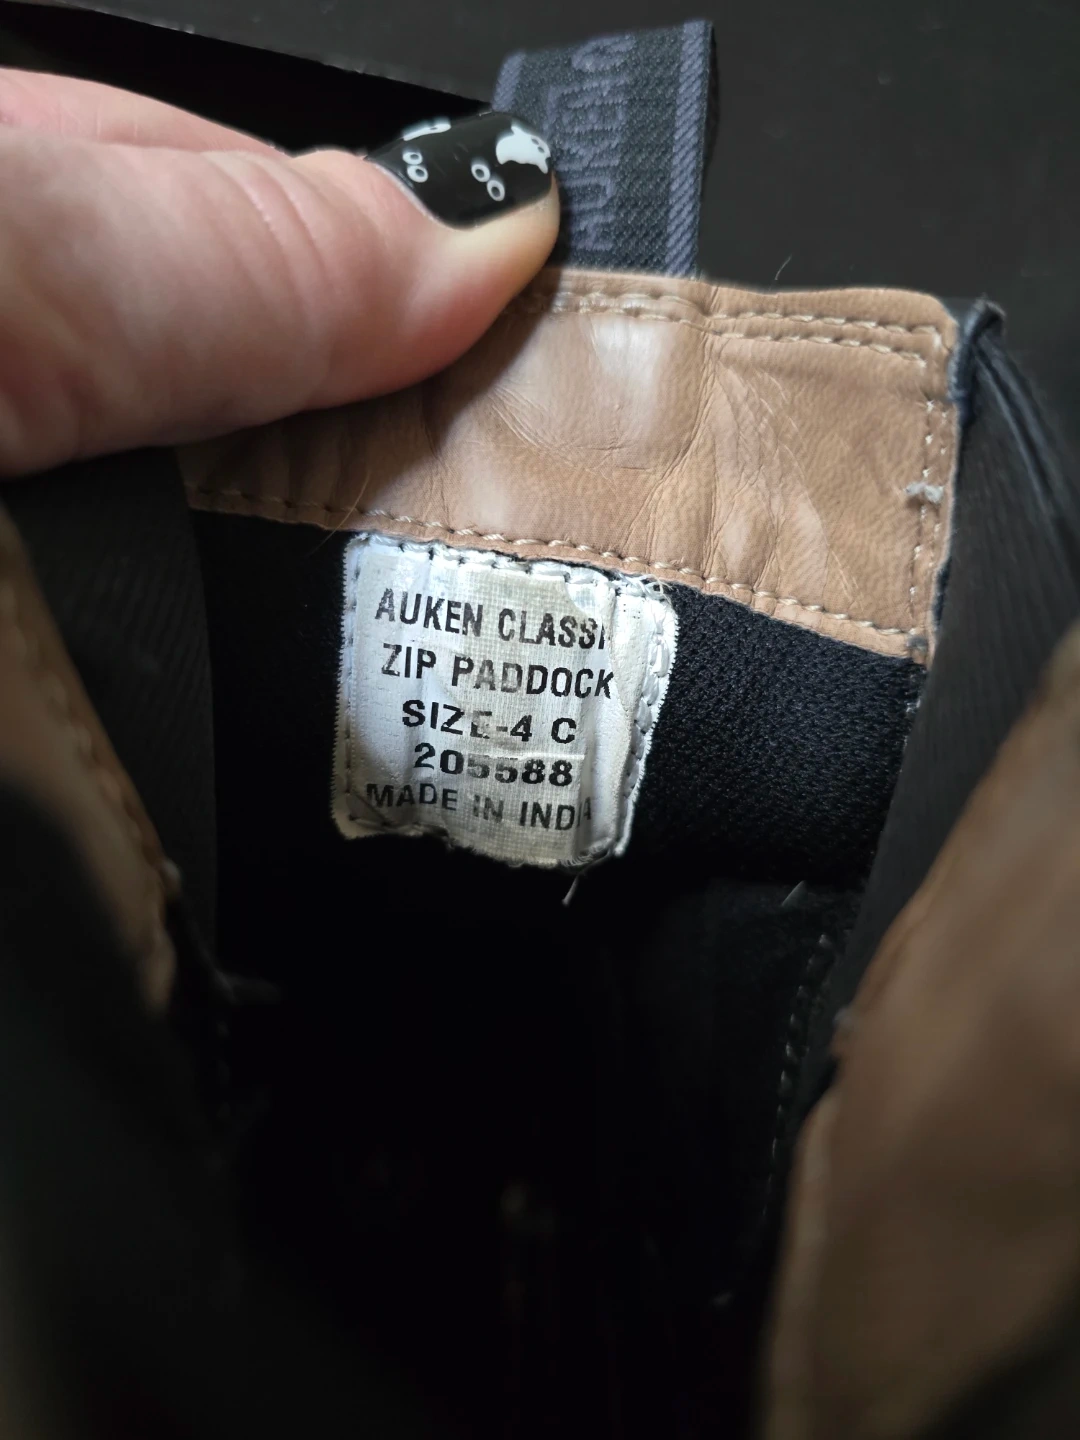 AUKEN CLASSI
ZIP PADDOCK
SIZE-4 C
205588
MADE IN INDIA